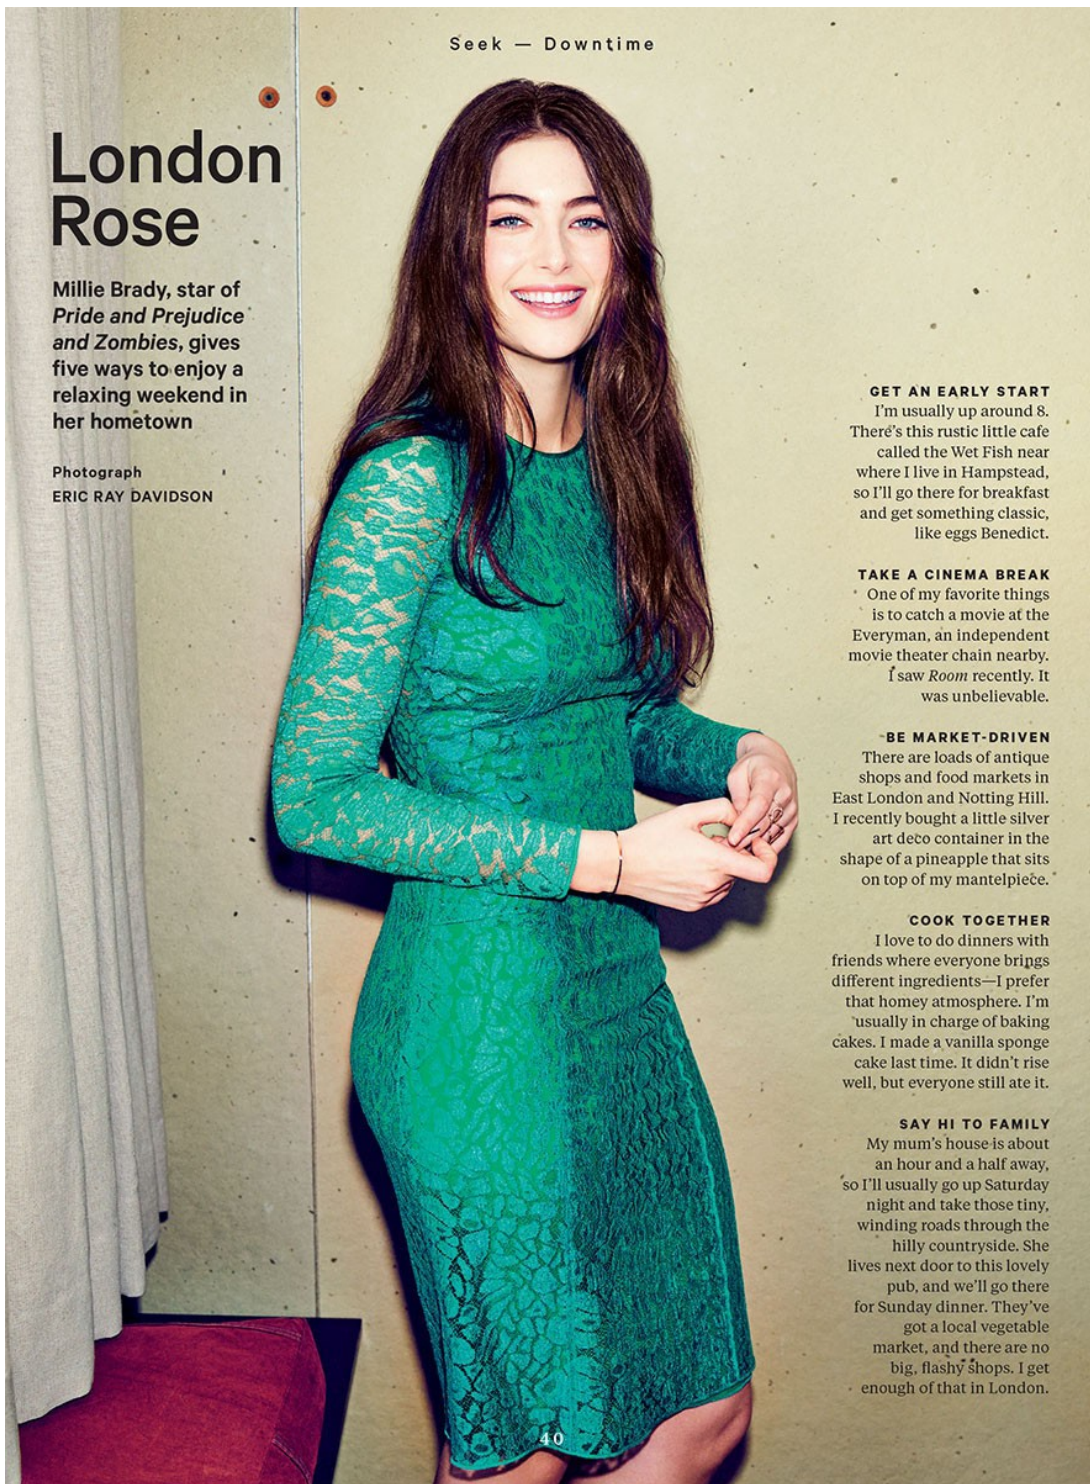 Seek — Downtime
London
Rose
Millie Brady, star of
Pride and Prejudice
and Zombies, gives
five ways to enjoy a
relaxing weekend in
her hometown
Photograph
ERIC RAY DAVIDSON
GET AN EARLY START
I'm usually up around 8.
There's this rustic little cafe
called the Wet Fish near
where I live in Hampstead,
so I'll go there for breakfast
and get something classic,
like eggs Benedict.
TAKE A CINEMA BREAK
One of my favorite things
is to catch a movie at the
Everyman, an independent
movie theater chain nearby.
I saw Room recently. It
was unbelievable.
BE MARKET-DRIVEN
There are loads of antique
shops and food markets in
East London and Notting Hill.
I recently bought a little silver
art deco container in the
shape of a pineapple that sits
on top of my mantelpiece.
COOK TOGETHER
I love to do dinners with
friends where everyone brings
different ingredients—I prefer
that homey atmosphere. I'm
usually in charge of baking
cakes. I made a vanilla sponge
cake last time. It didn't rise
well, but everyone still ate it.
SAY HI TO FAMILY
My mum's house is about
an hour and a half away,
so I'll usually go up Saturday
night and take those tiny,
winding roads through the
hilly countryside. She
lives next door to this lovely
pub, and we'll go there
for Sunday dinner. They've
got a local vegetable
market, and there are no
big, flashy shops. I get
enough of that in London.
40